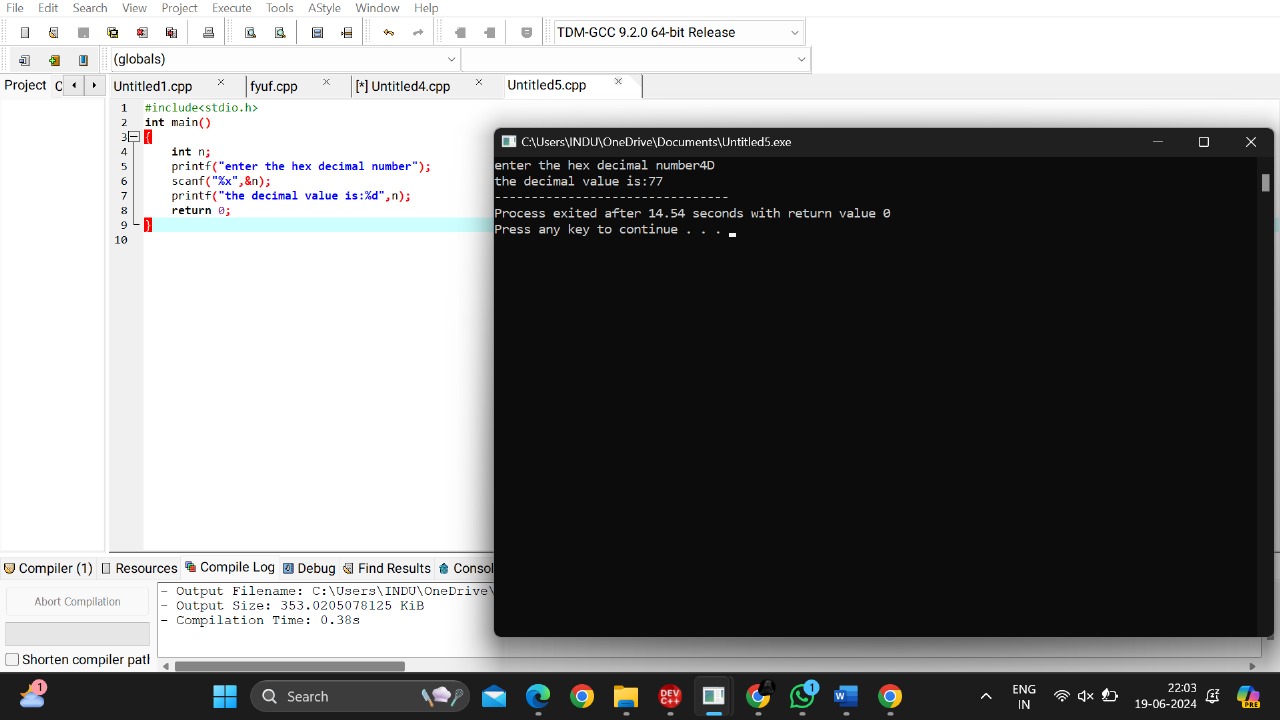 File Edit Search View Project Execute Tools AStyle Window Help
TDM-GCC 9.2.0 64-bit Release
(globals)
Project C Untitled1.cpp fyuf.cpp [*] Untitled4.cpp Untitled5.cpp
1 #include<stdio.h>
2 int main()
3 {
4 int n;
5 printf("enter the hex decimal number");
6 scanf("%x",&n);
7 printf("the decimal value is:%d",n);
8 return 0;
9 }
10
C:\Users\INDU\OneDrive\Documents\Untitled5.exe
enter the hex decimal number4D
the decimal value is:77
--------------------------------
Process exited after 14.54 seconds with return value 0
Press any key to continue . . .
Compiler (1) Resources Compile Log Debug Find Results Consol
Abort Compilation
Shorten compiler patl
- Output Filename: C:\Users\INDU\OneDrive\
- Output Size: 353.0205078125 KiB
- Compilation Time: 0.38s
1
Search
DEV C++
1
W
ENG
IN
22:03
19-06-2024
PRE